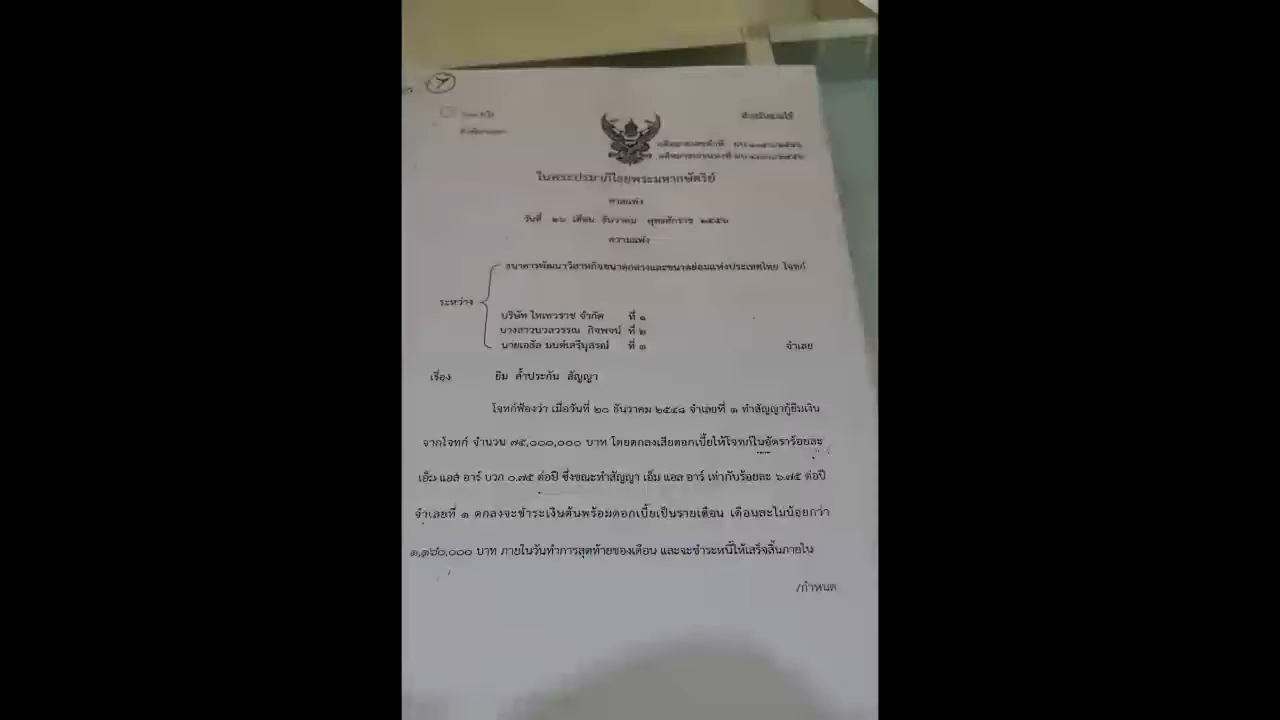 สำหรับศาลใช้
ในพระปรมาภิไธยพระมหากษัตริย์
ศาลแพ่ง
วันที่ ๒๖ เดือน ธันวาคม พุทธศักราช ๒๕๕๖
ความแพ่ง
ธนาคารพัฒนาวิสาหกิจขนาดกลางและขนาดย่อมแห่งประเทศไทย โจทก์
ระหว่าง
บริษัท ไทเทวราช จำกัด ที่ ๑
นางสาวนวลวรรณ กิจพจน์ ที่ ๒
ที่ ๓
จำเลย
เรื่อง ยืม ค้ำประกัน สัญญา
โจทก์ฟ้องว่า เมื่อวันที่ ๒๐ ธันวาคม ๒๕๔๘ จำเลยที่ ๑ ทำสัญญากู้ยืมเงิน
จากโจทก์ จำนวน ๗๕,๐๐๐,๐๐๐ บาท โดยตกลงเสียดอกเบี้ยให้โจทก์ในอัตราร้อยละ
เอ็ม แอล อาร์ บวก ๐.๗๕ ต่อปี ซึ่งขณะทำสัญญา เอ็ม แอล อาร์ เท่ากับร้อยละ ๖.๗๕ ต่อปี
จำเลยที่ ๑ ตกลงจะชำระเงินต้นพร้อมดอกเบี้ยเป็นรายเดือน เดือนละไม่น้อยกว่า
๑,๑๖๐,๐๐๐ บาท ภายในวันทำการสุดท้ายของเดือน และจะชำระหนี้ให้เสร็จสิ้นภายใน
/กำหนด